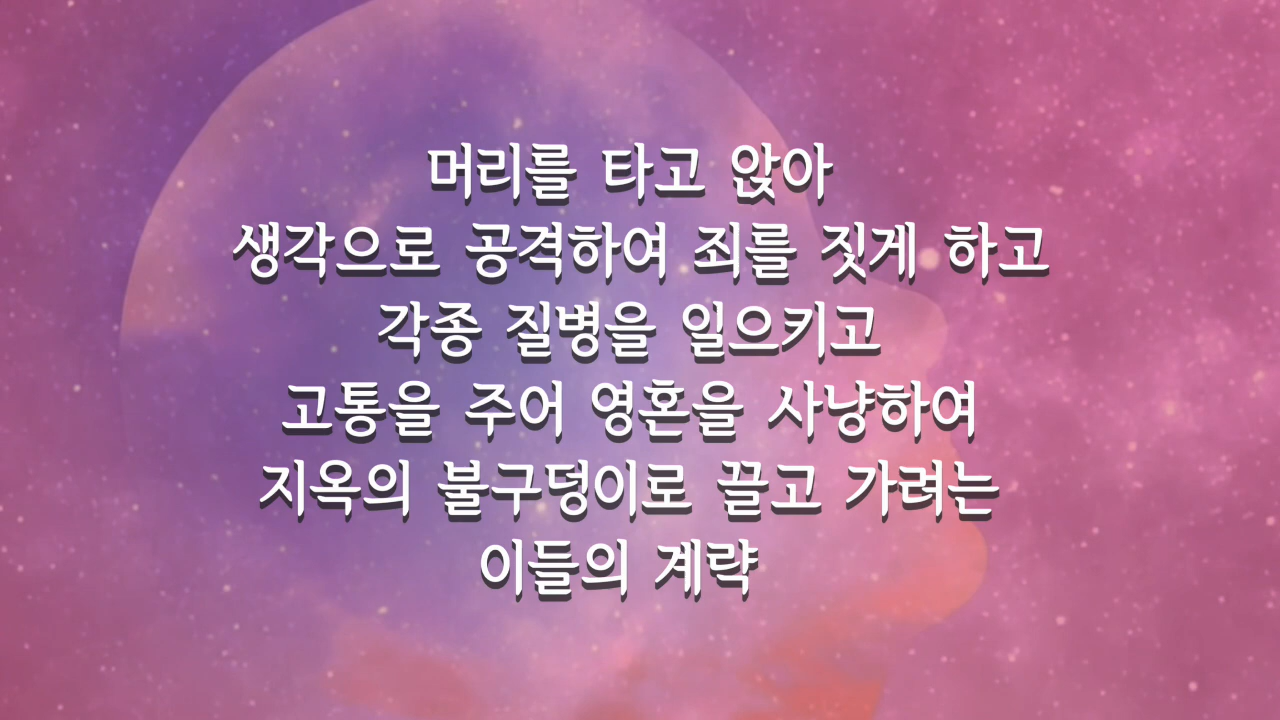 머리를 타고 앉아
생각으로 공격하여 죄를 짓게 하고
각종 질병을 일으키고
고통을 주어 영혼을 사냥하여
지옥의 불구덩이로 끌고 가려는
이들의 계략